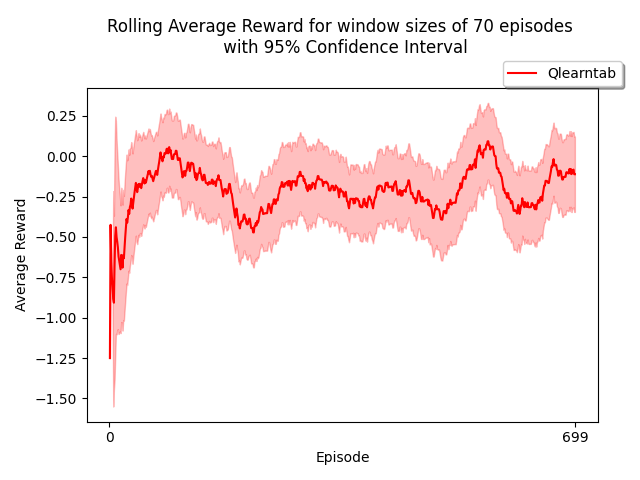 Rolling Average Reward for window sizes of 70 episodes
with 95% Confidence Interval
Qlearntab
0.25
0.00
−0.25
−0.50
−0.75
−1.00
−1.25
−1.50
Average Reward
0
699
Episode